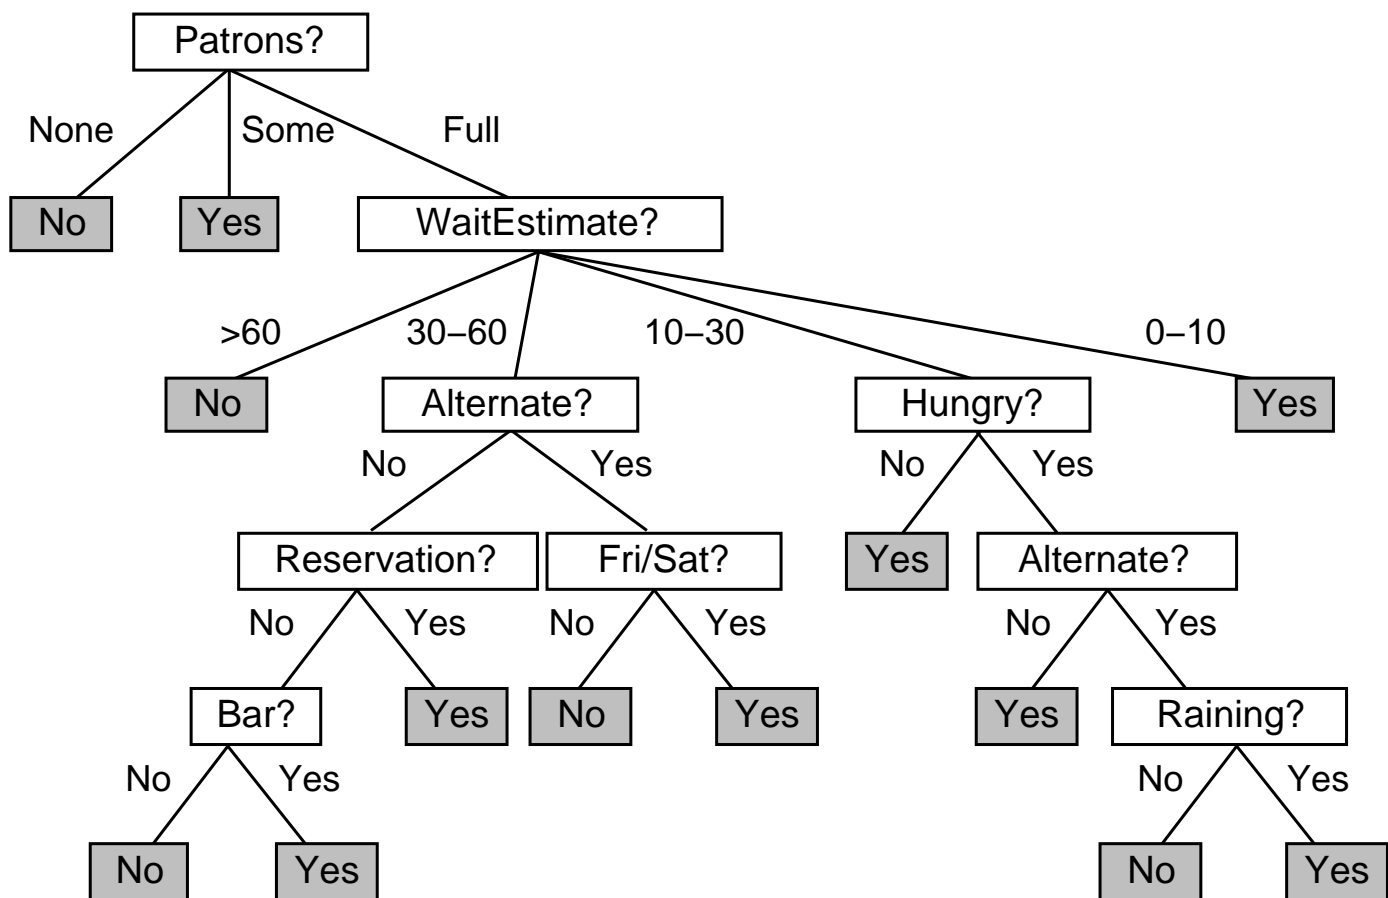 Patrons?
None Some Full
No Yes WaitEstimate?
>60 30–60 10–30 0–10
No Alternate? Hungry? Yes
No Yes No Yes
Reservation? Fri/Sat? Yes Alternate?
No Yes No Yes No Yes
Bar? Yes No Yes Yes Raining?
No Yes No Yes
No Yes No Yes